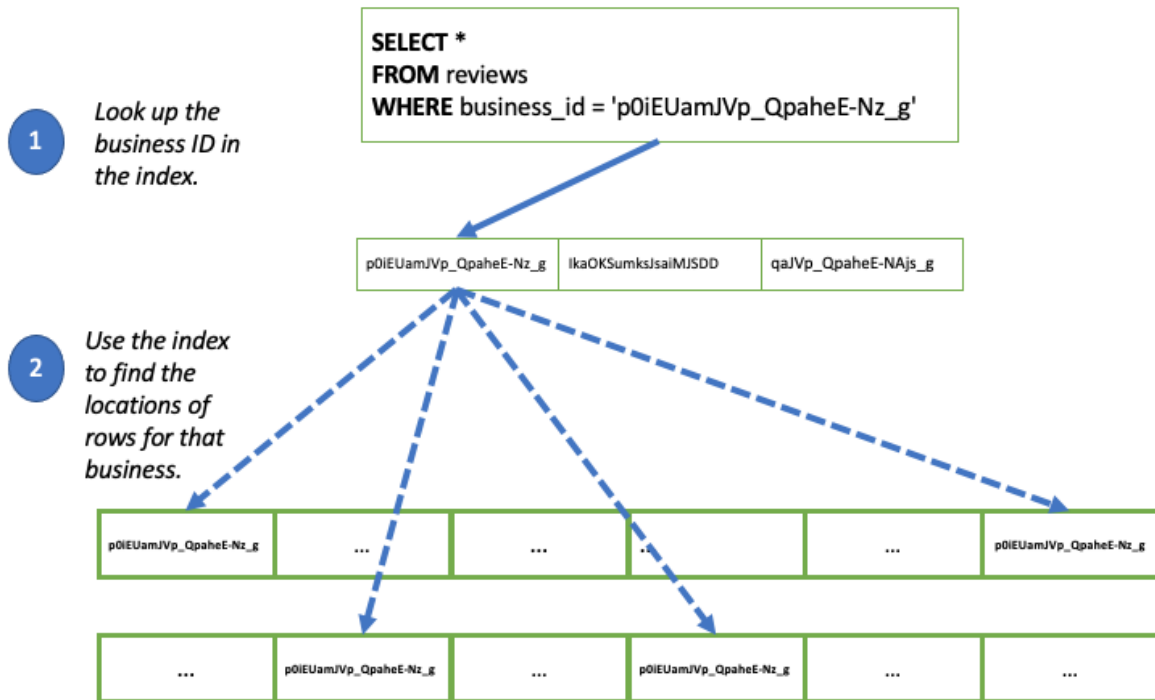 SELECT *
FROM reviews
WHERE business_id = 'p0iEUamJVp_QpaheE-Nz_g'
1
Look up the
business ID in
the index.
p0iEUamJVp_QpaheE-Nz_g
IkaOKSumksJsaiMJSDD
qaJVp_QpaheE-NAjs_g
2
Use the index
to find the
locations of
rows for that
business.
p0iEUamJVp_QpaheE-Nz_g
...
...
...
...
p0iEUamJVp_QpaheE-Nz_g
...
p0iEUamJVp_QpaheE-Nz_g
...
p0iEUamJVp_QpaheE-Nz_g
...
...